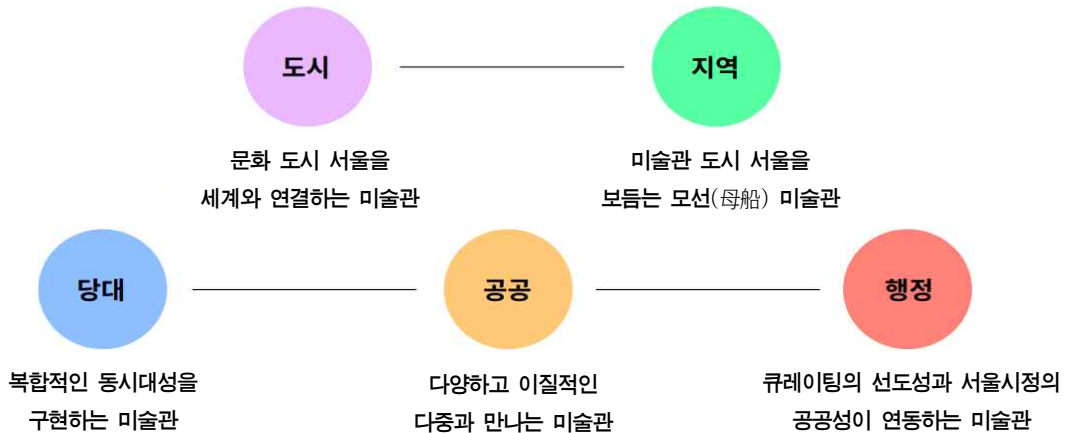 도시
지역
문화 도시 서울을
세계와 연결하는 미술관
미술관 도시 서울을
보듬는 모선(母船) 미술관
당대
공공
행정
복합적인 동시대성을
구현하는 미술관
다양하고 이질적인
다중과 만나는 미술관
큐레이팅의 선도성과 서울시정의
공공성이 연동하는 미술관